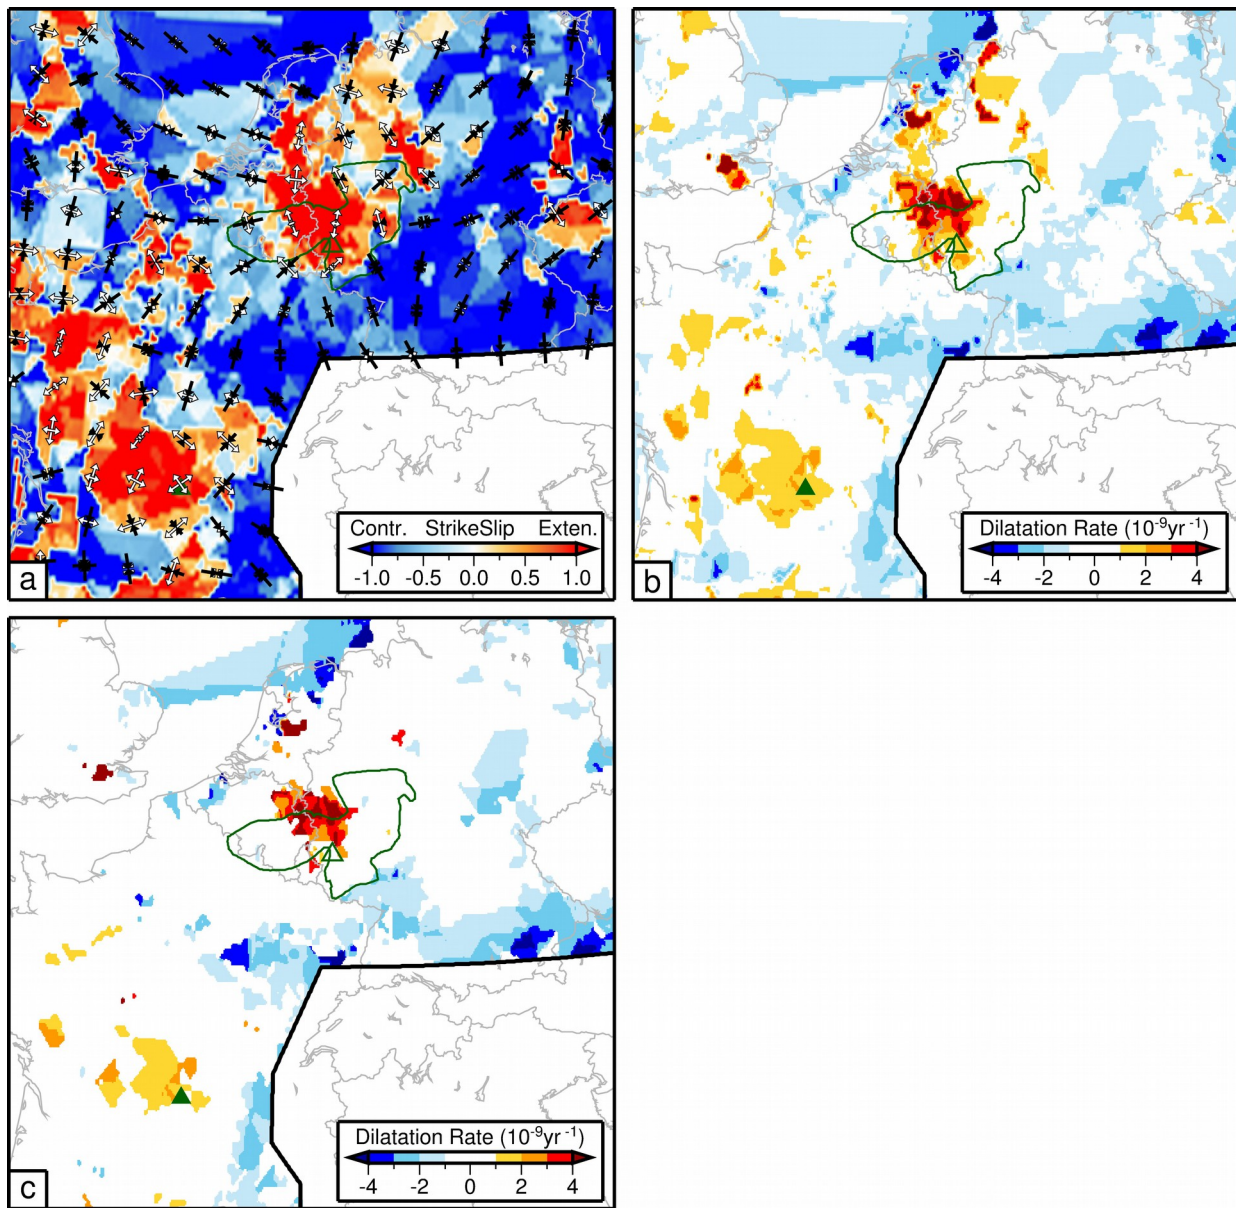 Contr. StrikeSlip Exten.
-1.0 -0.5 0.0 0.5 1.0
a
Dilatation Rate (10⁻⁹yr⁻¹)
-4 -2 0 2 4
b
Dilatation Rate (10⁻⁹yr⁻¹)
-4 -2 0 2 4
c